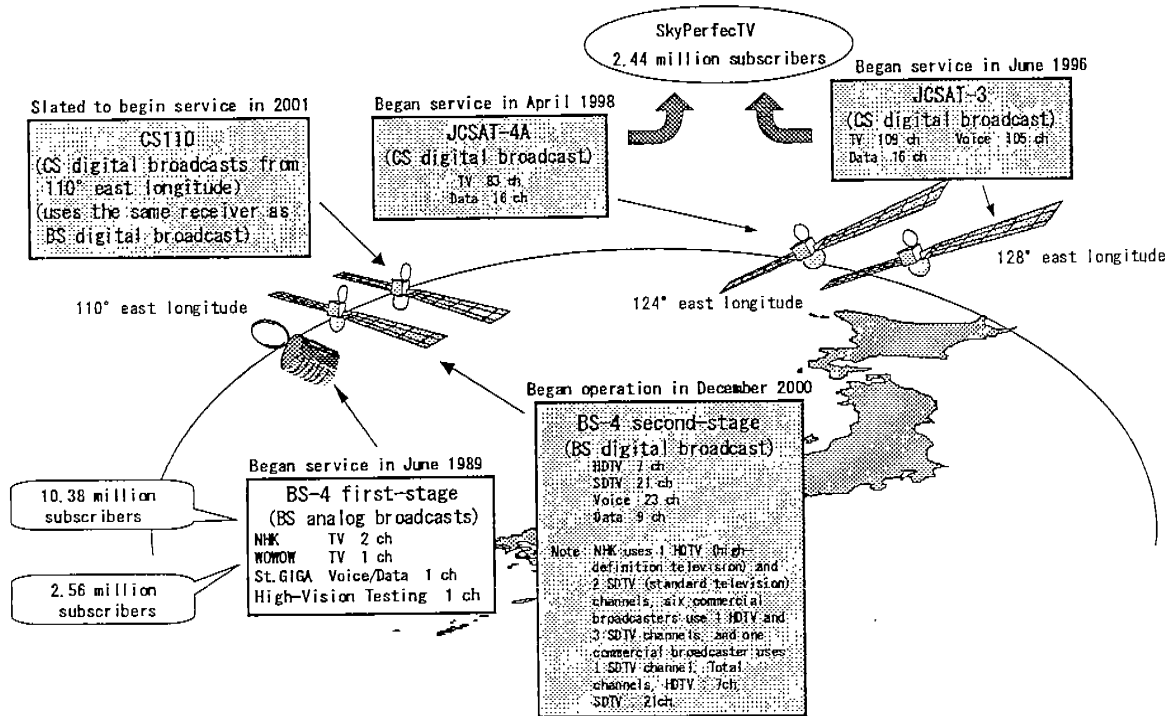 SkyPerfecTV
2.44 million subscribers
Began service in June 1996
JCSAT-3
(CS digital broadcast)
TV 109 ch Voice 105 ch
Data 16 ch
Began service in April 1998
JCSAT-4A
(CS digital broadcast)
TV 83 ch
Data 16 ch
Slated to begin service in 2001
CS110
(CS digital broadcasts from
110° east longitude)
(uses the same receiver as
BS digital broadcast)
110° east longitude
124° east longitude
128° east longitude
Began operation in December 2000
BS-4 second-stage
(BS digital broadcast)
HDTV 7 ch
SDTV 21 ch
Voice 23 ch
Data 9 ch
Note NHK uses 1 HDTV (high-
definition television) and
2 SDTV (standard television)
channels, six commercial
broadcasters use 1 HDTV and
3 SDTV channels, and one
commercial broadcaster uses
1 SDTV channel. Total
channels, HDTV : 7ch
SDTV : 21ch
Began service in June 1989
BS-4 first-stage
(BS analog broadcasts)
NHK TV 2 ch
WOWOW TV 1 ch
St.GIGA Voice/Data 1 ch
High-Vision Testing 1 ch
10.38 million
subscribers
2.56 million
subscribers